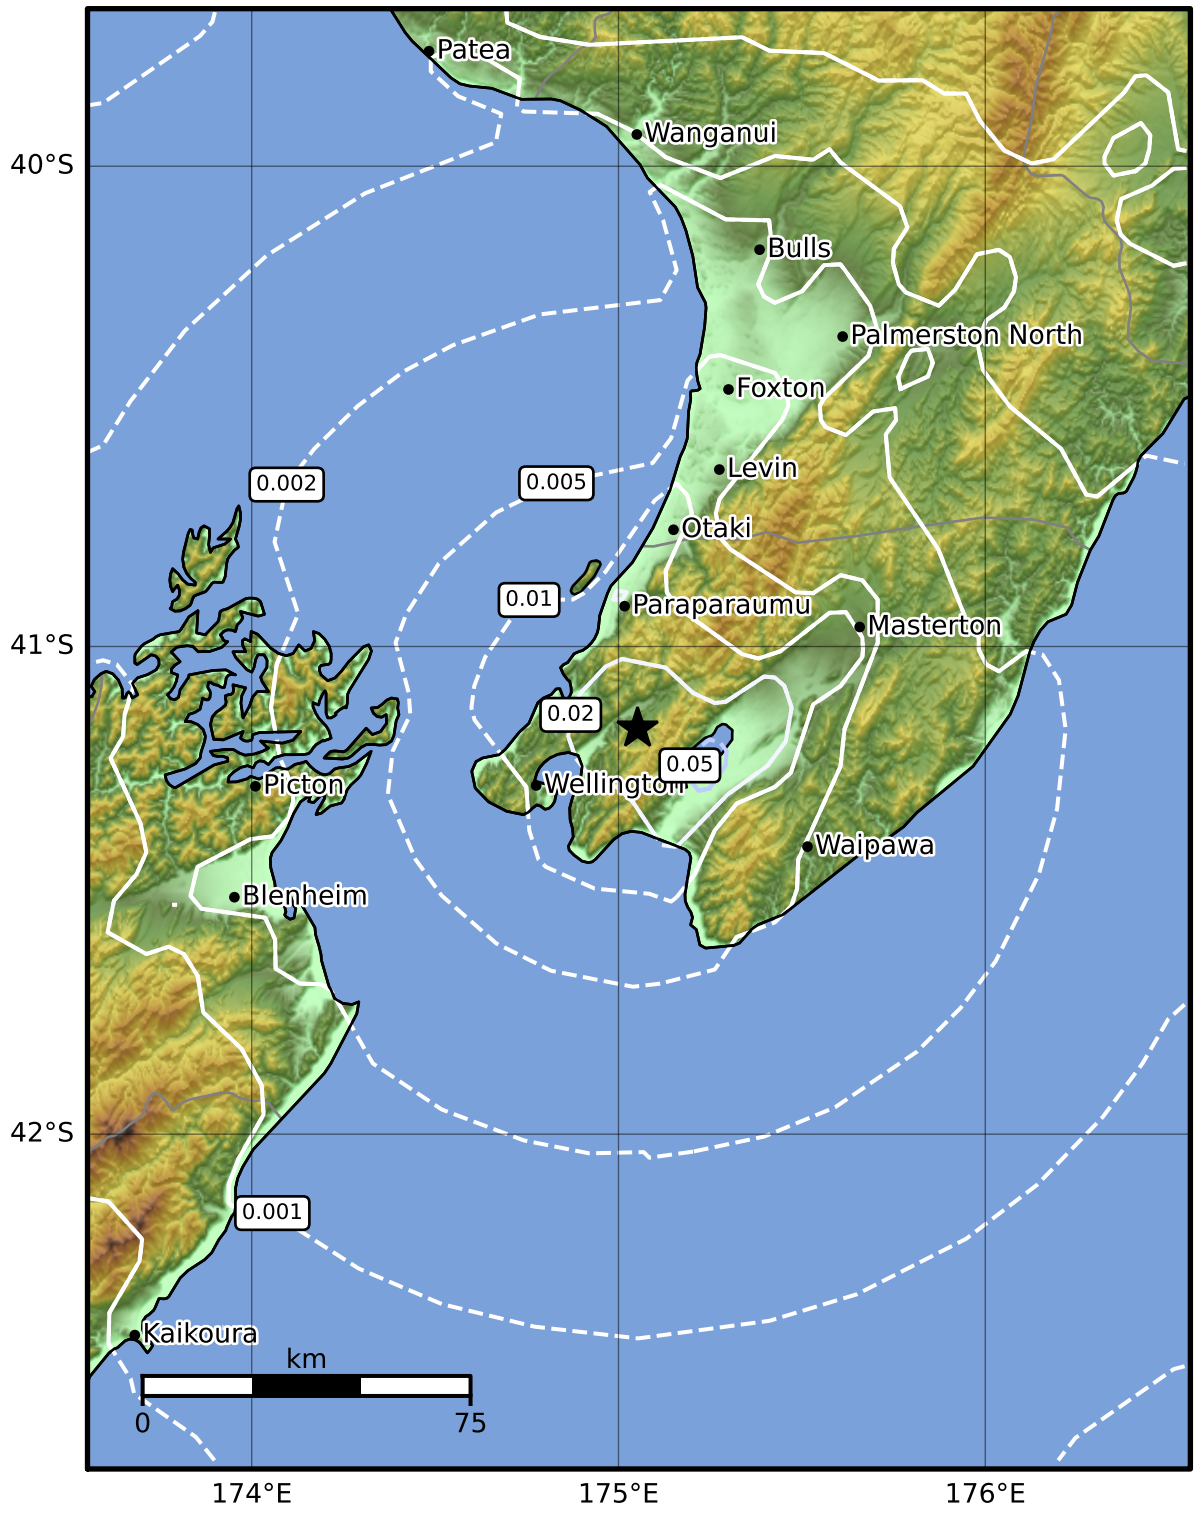 Patea
Wanganui
40°S
Bulls
Palmerston North
Foxton
Levin
0.002
0.005
Otaki
0.01
Paraparaumu
Masterton
41°S
0.02
0.05
Picton
Wellington
Waipawa
Blenheim
42°S
0.001
Kaikoura
km
0 75
174°E 175°E 176°E